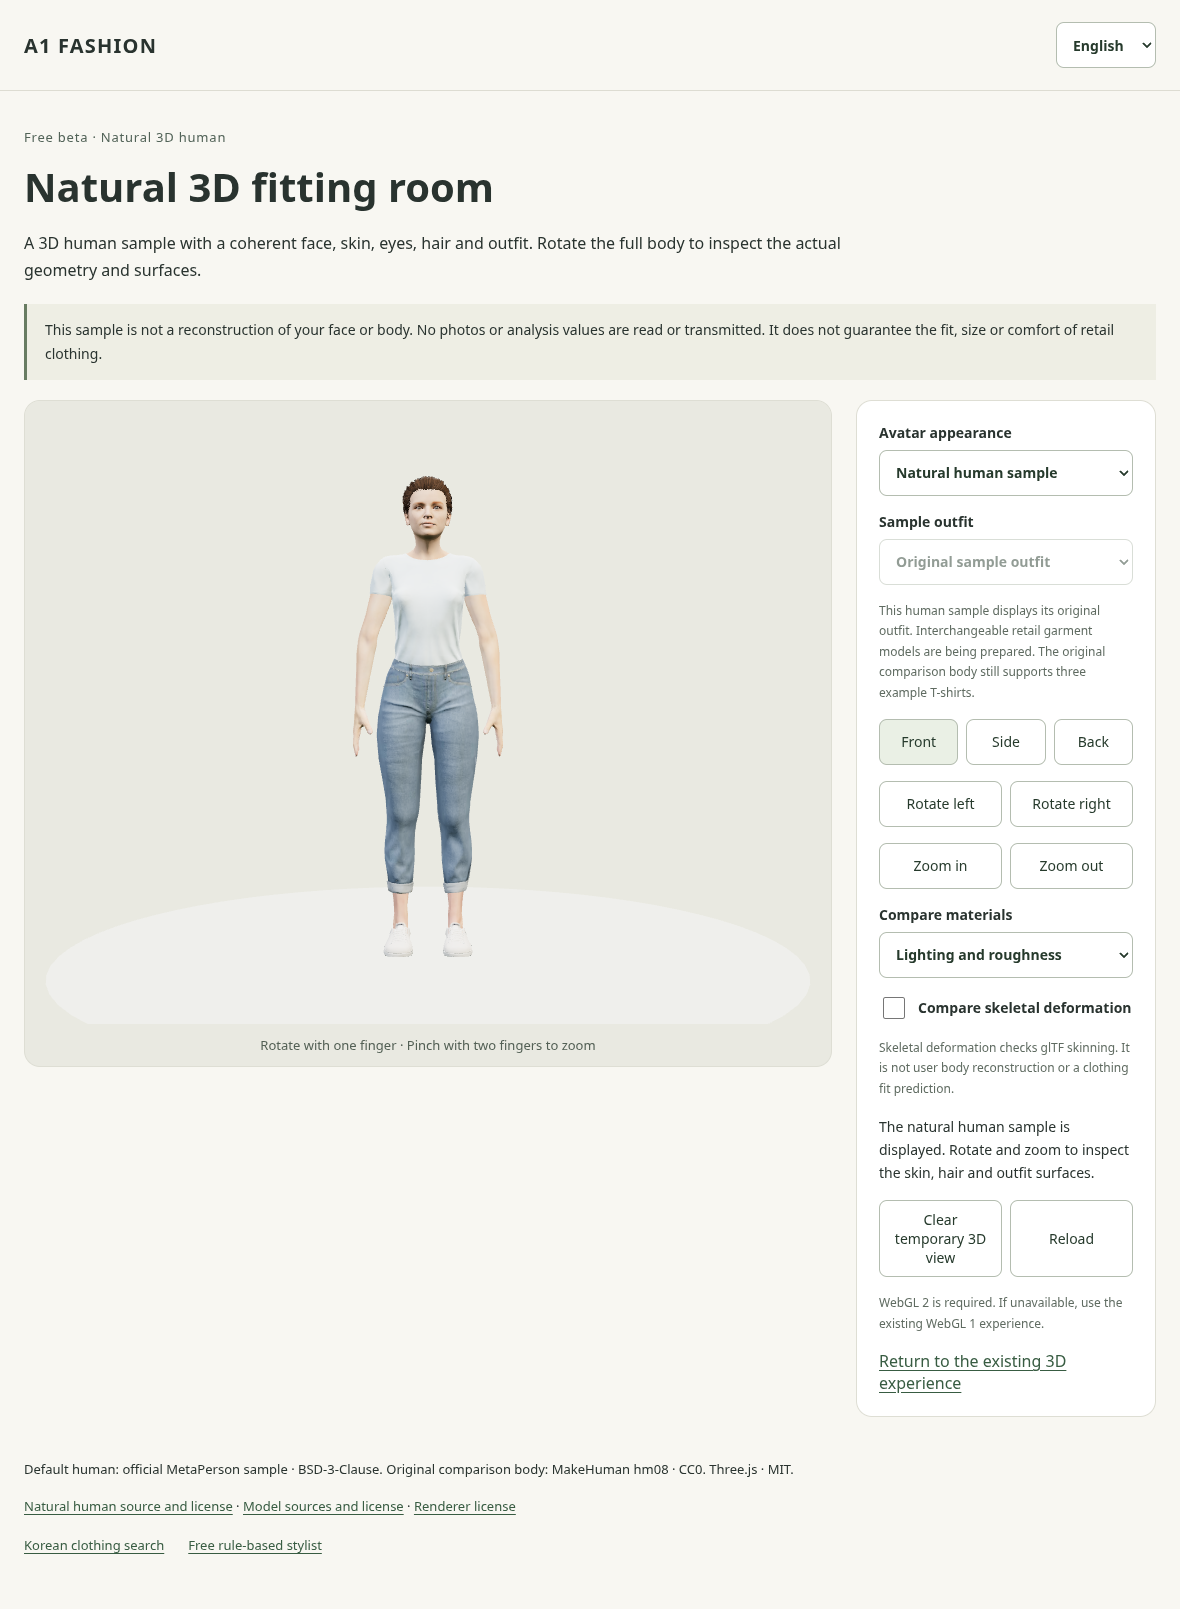 A1 FASHION
English
Free beta · Natural 3D human
Natural 3D fitting room
A 3D human sample with a coherent face, skin, eyes, hair and outfit. Rotate the full body to inspect the actual
geometry and surfaces.
This sample is not a reconstruction of your face or body. No photos or analysis values are read or transmitted. It does not guarantee the fit, size or comfort of retail
clothing.
Rotate with one finger · Pinch with two fingers to zoom
Avatar appearance
Natural human sample
Sample outfit
Original sample outfit
This human sample displays its original
outfit. Interchangeable retail garment
models are being prepared. The original
comparison body still supports three
example T-shirts.
Front Side Back
Rotate left Rotate right
Zoom in Zoom out
Compare materials
Lighting and roughness
Compare skeletal deformation
Skeletal deformation checks glTF skinning. It
is not user body reconstruction or a clothing
fit prediction.
The natural human sample is
displayed. Rotate and zoom to inspect
the skin, hair and outfit surfaces.
Clear
temporary 3D
view
Reload
WebGL 2 is required. If unavailable, use the
existing WebGL 1 experience.
Return to the existing 3D
experience
Default human: official MetaPerson sample · BSD-3-Clause. Original comparison body: MakeHuman hm08 · CC0. Three.js · MIT.
Natural human source and license · Model sources and license · Renderer license
Korean clothing search Free rule-based stylist